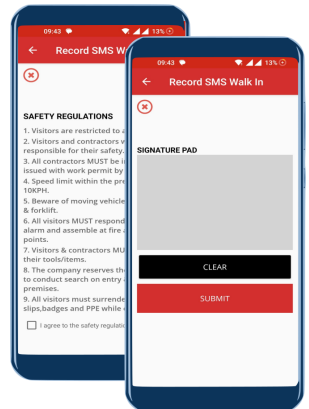 09:43 13%
Record SMS W
SAFETY REGULATIONS
1. Visitors are restricted to a
2. Visitors and contractors
responsible for their safety.
3. All contractors MUST be i
issued with work permit by
4. Speed limit within the pre
10KPH.
5. Beware of moving vehicle
& forklift.
6. All visitors MUST respond
alarm and assemble at fire
points.
7. Visitors & contractors MU
their tools/items.
8. The company reserves th
to conduct search on entry
premises.
9. All visitors must surrende
slips,badges and PPE while
I agree to the safety regulatio
09:43 13%
Record SMS Walk In
SIGNATURE PAD
CLEAR
SUBMIT